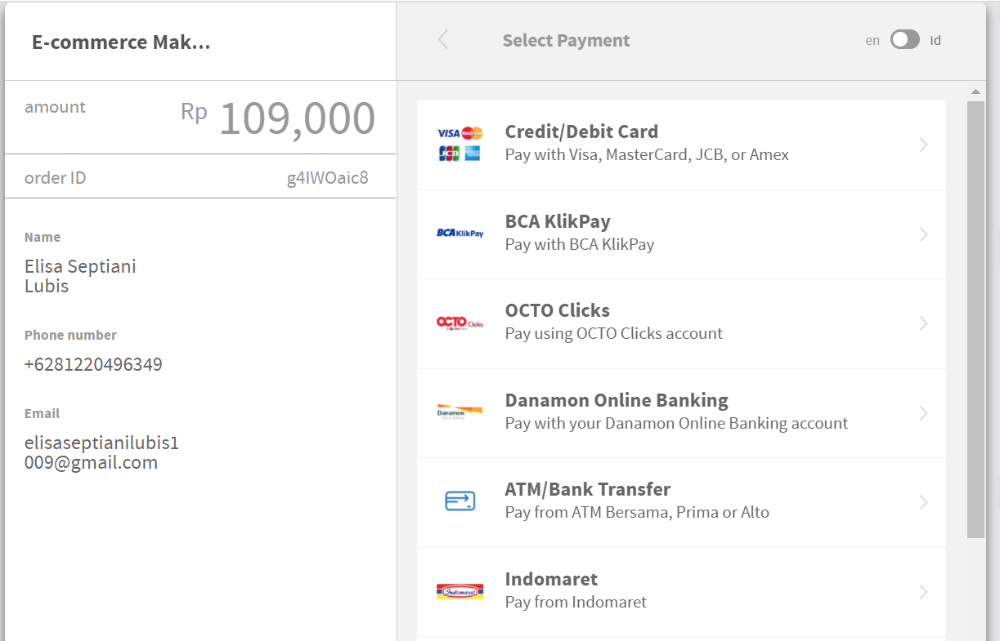 E-commerce Mak...
Select Payment
en
id
amount
Rp 109,000
order ID
g4IWOaic8
Name
Elisa Septiani
Lubis
Phone number
+6281220496349
Email
elisaseptianilubis1
009@gmail.com
VISA MasterCard
JCB
Credit/Debit Card
Pay with Visa, MasterCard, JCB, or Amex
BCA KlikPay
BCA KlikPay
Pay with BCA KlikPay
OCTO Clicks
OCTO Clicks
Pay using OCTO Clicks account
Danamon
Danamon Online Banking
Pay with your Danamon Online Banking account
ATM/Bank Transfer
Pay from ATM Bersama, Prima or Alto
Indomaret
Indomaret
Pay from Indomaret